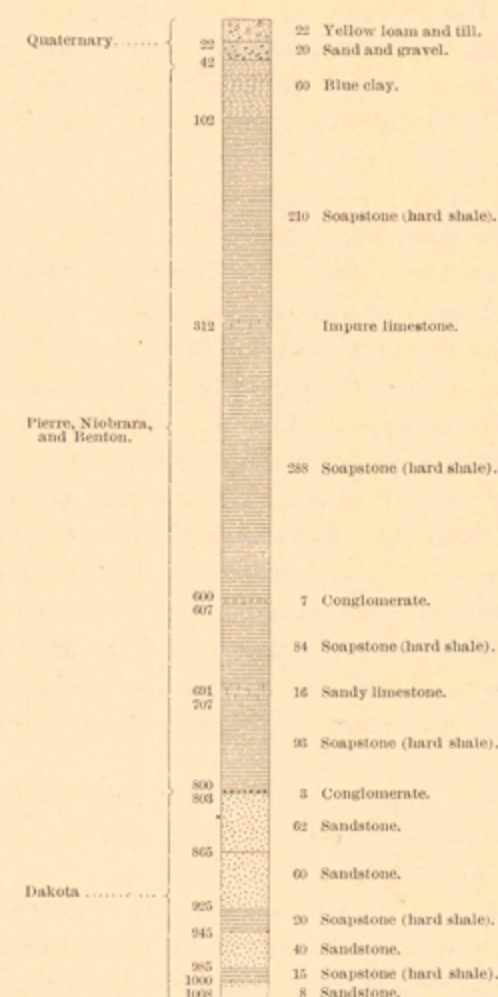 22 Yellow loam and till.
Quaternary......
22
20 Sand and gravel.
42
60 Blue clay.
102
210 Soapstone (hard shale).
312
Impure limestone.
Pierre, Niobrara,
and Benton.
288 Soapstone (hard shale).
600
7 Conglomerate.
607
84 Soapstone (hard shale).
691
16 Sandy limestone.
707
93 Soapstone (hard shale).
800
3 Conglomerate.
803
62 Sandstone.
865
60 Sandstone.
Dakota
925
20 Soapstone (hard shale).
945
40 Sandstone.
985
15 Soapstone (hard shale).
1000
1008
8 Sandstone.